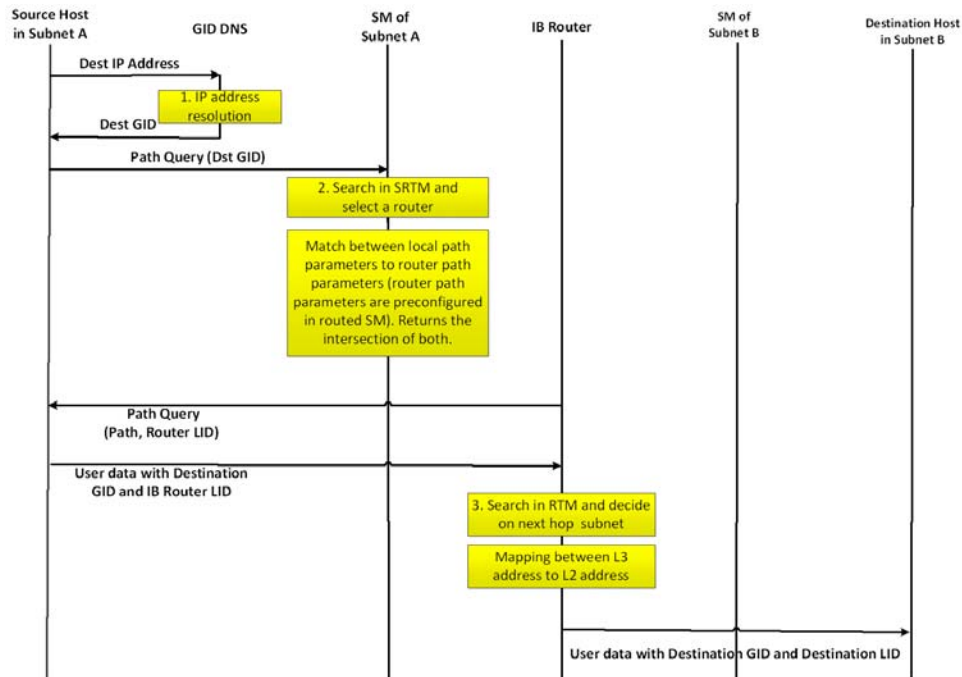 Source Host
in Subnet A
GID DNS
SM of
Subnet A
IB Router
SM of
Subnet B
Destination Host
in Subnet B
Dest IP Address
1. IP address
resolution
Dest GID
Path Query (Dst GID)
2. Search in SRTM and
select a router
Match between local path
parameters to router path
parameters (router path
parameters are preconfigured
in routed SM). Returns the
intersection of both.
Path Query
(Path, Router LID)
User data with Destination
GID and IB Router LID
3. Search in RTM and decide
on next hop subnet
Mapping between L3
address to L2 address
User data with Destination GID and Destination LID